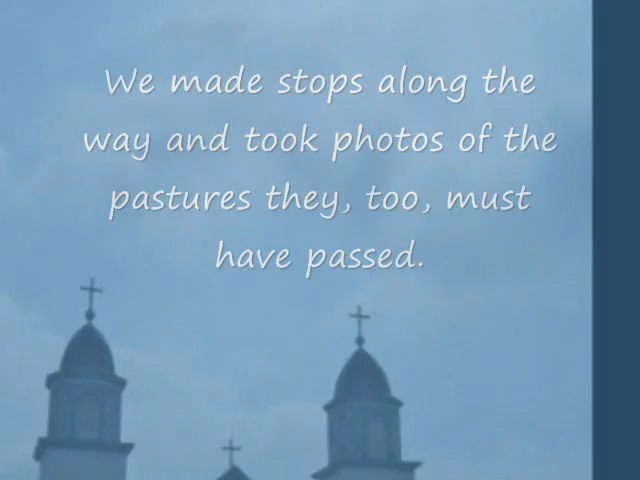 We made stops along the
way and took photos of the
pastures they, too, must
have passed.